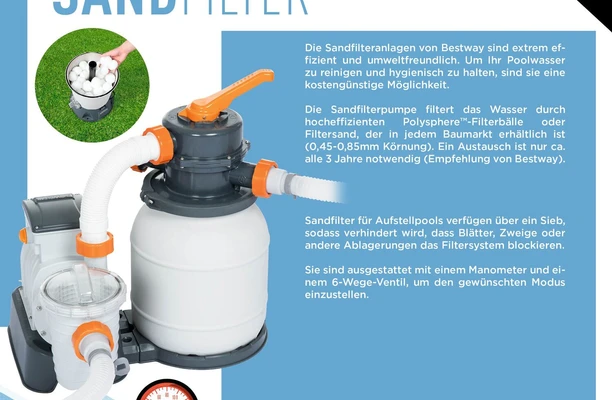 SANDFILTER
Die Sandfilteranlagen von Bestway sind extrem ef-
fizient und umweltfreundlich. Um Ihr Poolwasser
zu reinigen und hygienisch zu halten, sind sie eine
kostengünstige Möglichkeit.
Die Sandfilterpumpe filtert das Wasser durch
hocheffizienten Polysphere™-Filterbälle oder
Filtersand, der in jedem Baumarkt erhältlich ist
(0,45-0,85mm Körnung). Ein Austausch ist nur ca.
alle 3 Jahre notwendig (Empfehlung von Bestway).
Sandfilter für Aufstellpools verfügen über ein Sieb,
sodass verhindert wird, dass Blätter, Zweige oder
andere Ablagerungen das Filtersystem blockieren.
Sie sind ausgestattet mit einem Manometer und ei-
nem 6-Wege-Ventil, um den gewünschten Modus
einzustellen.